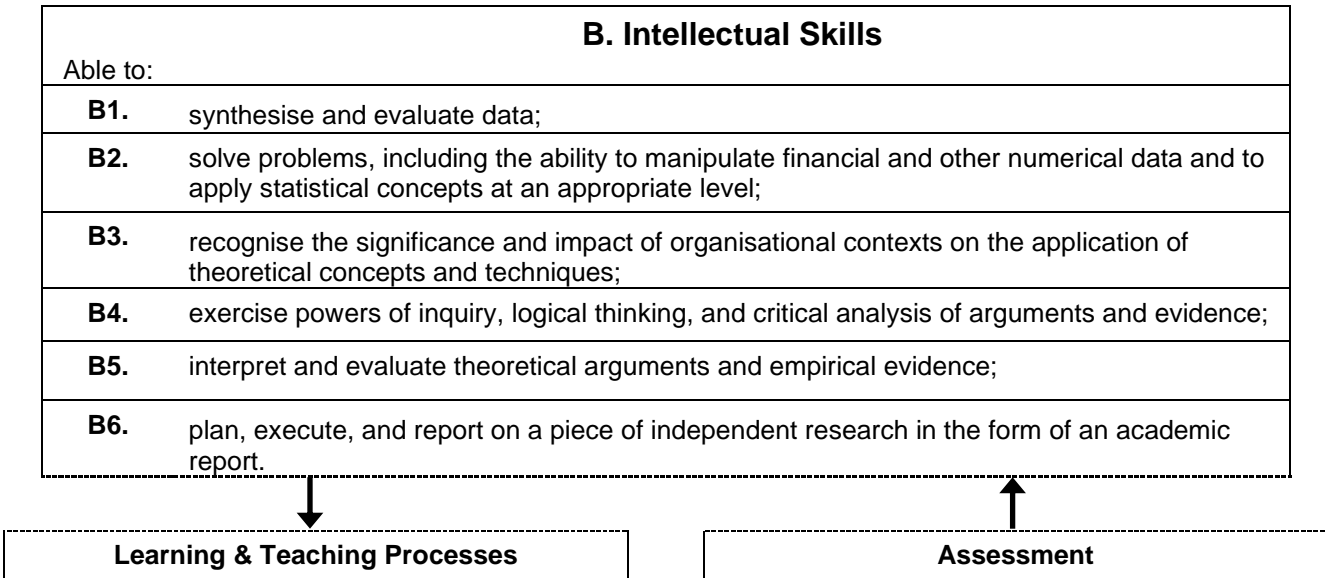 B. Intellectual Skills
Able to:
B1. synthesise and evaluate data;
B2. solve problems, including the ability to manipulate financial and other numerical data and to
apply statistical concepts at an appropriate level;
B3. recognise the significance and impact of organisational contexts on the application of
theoretical concepts and techniques;
B4. exercise powers of inquiry, logical thinking, and critical analysis of arguments and evidence;
B5. interpret and evaluate theoretical arguments and empirical evidence;
B6. plan, execute, and report on a piece of independent research in the form of an academic
report.
Learning & Teaching Processes
Assessment